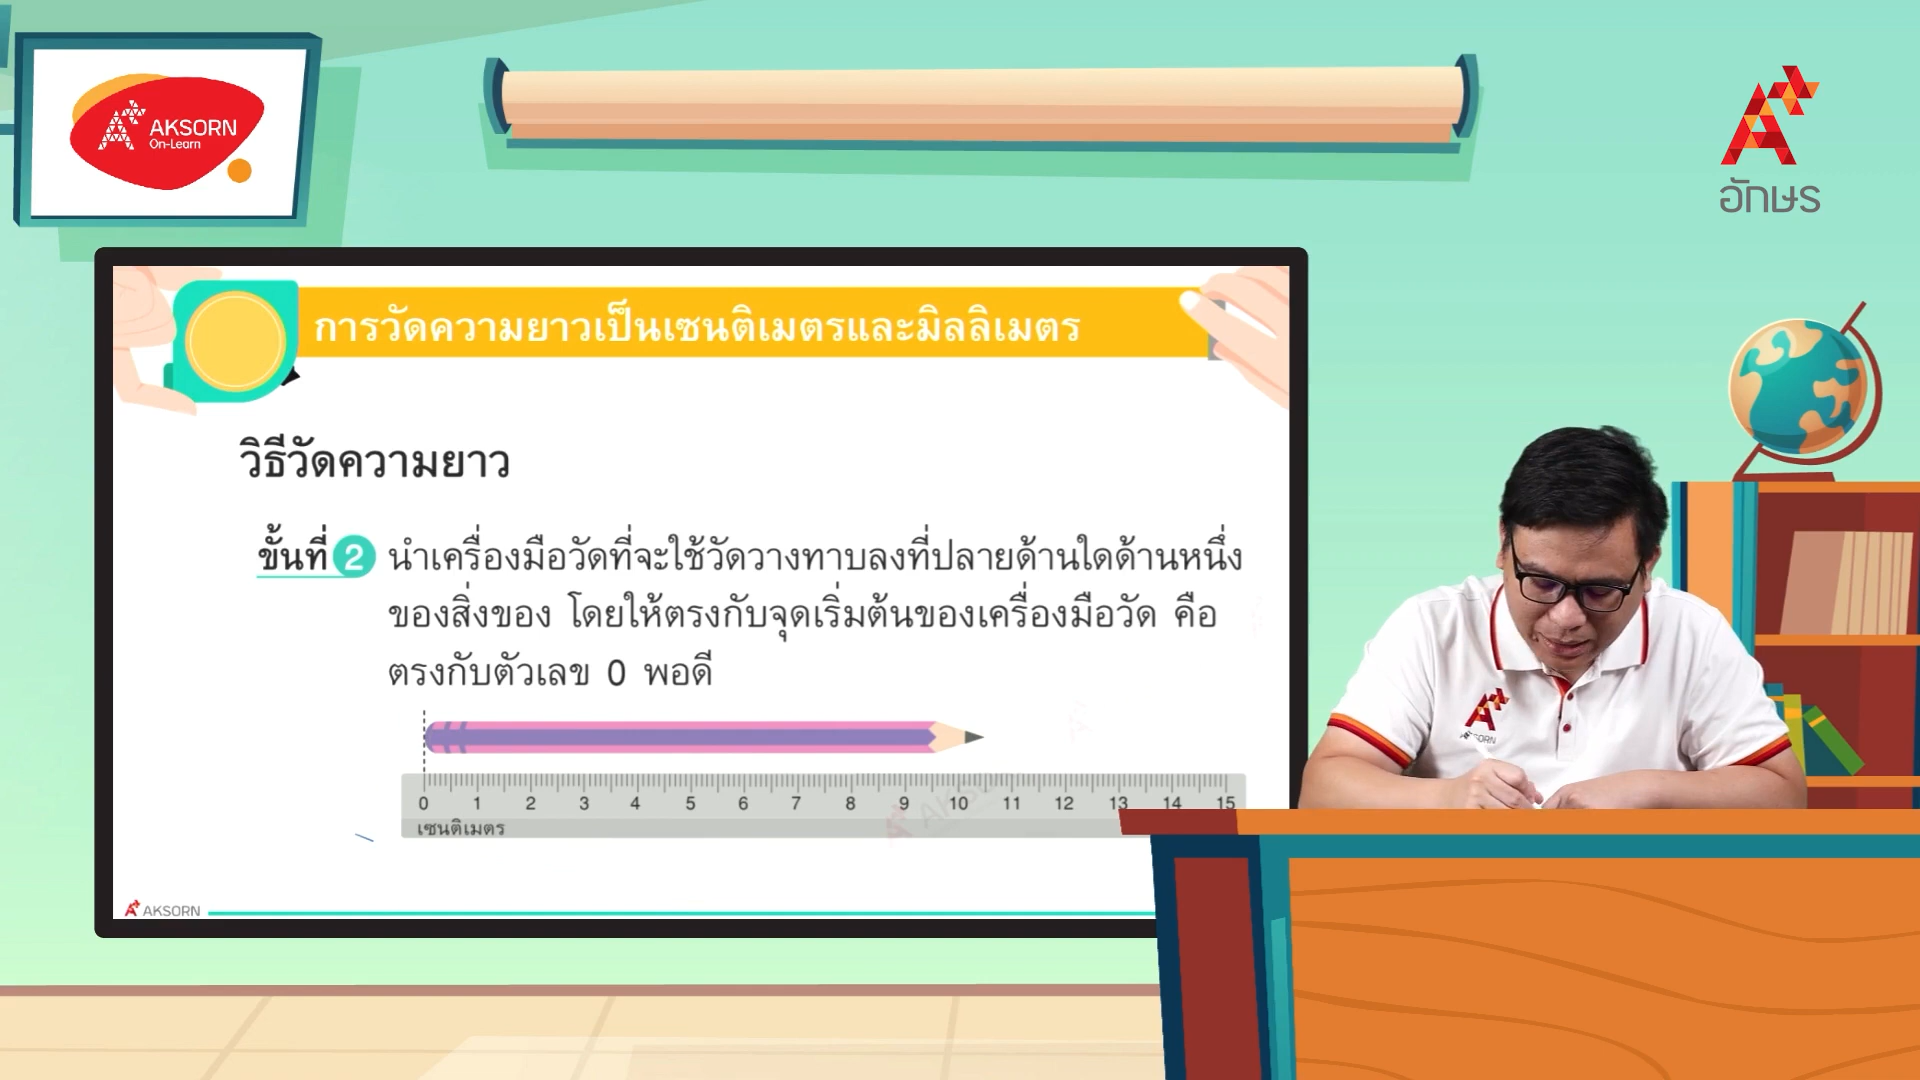 AKSORN
On-Learn
อักษร
การวัดความยาวเป็นเซนติเมตรและมิลลิเมตร
วิธีวัดความยาว
ขั้นที่ 2 นำเครื่องมือวัดที่จะใช้วัดวางทาบลงที่ปลายด้านใดด้านหนึ่ง
ของสิ่งของ โดยให้ตรงกับจุดเริ่มต้นของเครื่องมือวัด คือ
ตรงกับตัวเลข 0 พอดี
0 1 2 3 4 5 6 7 8 9 10 11 12 13 14 15
เซนติเมตร
AKSORN
AKSORN